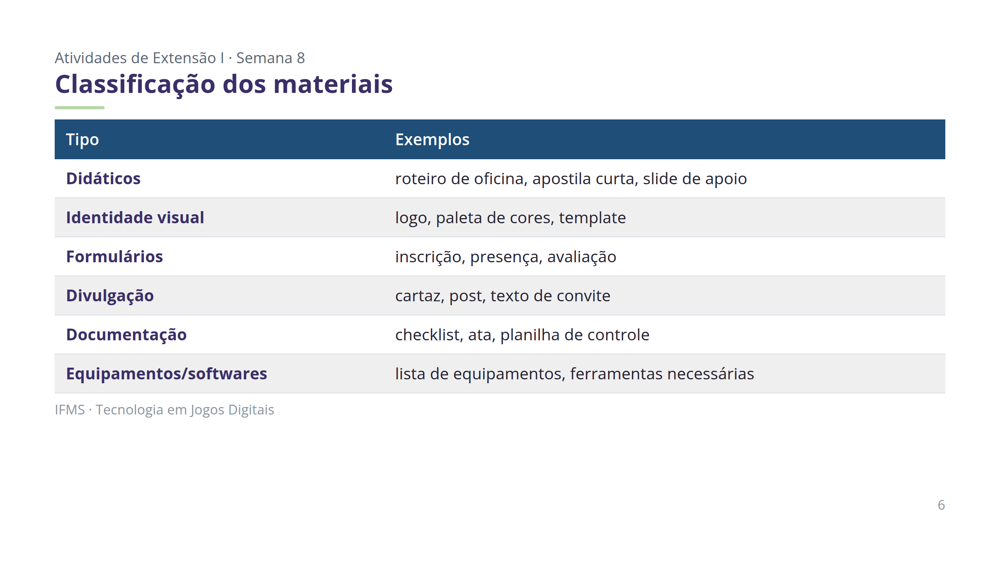 Atividades de Extensão I · Semana 8
Classificação dos materiais
Tipo Exemplos
Didáticos roteiro de oficina, apostila curta, slide de apoio
Identidade visual logo, paleta de cores, template
Formulários inscrição, presença, avaliação
Divulgação cartaz, post, texto de convite
Documentação checklist, ata, planilha de controle
Equipamentos/softwares lista de equipamentos, ferramentas necessárias
IFMS · Tecnologia em Jogos Digitais
6